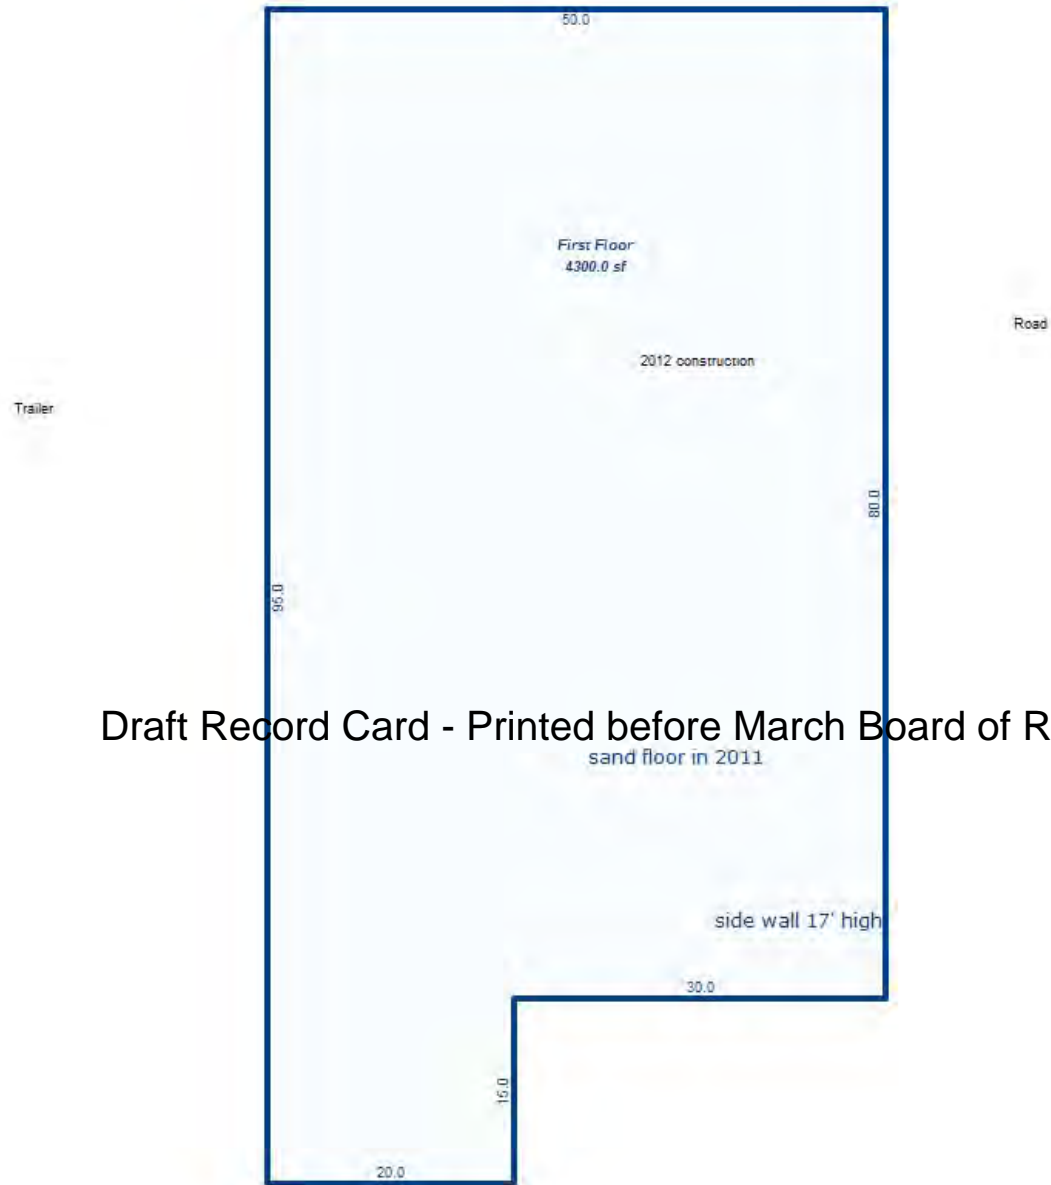 50.0
First Floor
4300.0 sf
Road
2012 construction
Trailer
80.0
95.0
Draft Record Card - Printed before March Board of R
sand floor in 2011
side wall 17' high
30.0
15.0
20.0